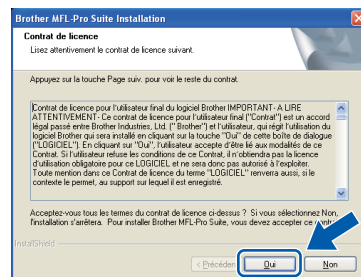 Brother MFL-Pro Suite Installation
Contrat de licence
Lisez attentivement le contrat de licence suivant.
Appuyez sur la touche Page suiv. pour voir le reste du contrat.
Contrat de licence pour l'utilisateur final du logiciel Brother IMPORTANT- A LIRE
ATTENTIVEMENT - Ce contrat de licence pour l'utilisateur final ("Contrat") est un accord
légal passé entre Brother Industries, Ltd. (" Brother") et l'utilisateur, qui régit l'utilisation du
logiciel Brother qui sera installé en cliquant sur la touche "Oui" de cette boîte de dialogue
("LOGICIEL"). En cliquant sur "Oui", l'utilisateur accepte d'être lié aux modalités de ce
Contrat. Si l'utilisateur refuse les conditions de ce Contrat, il n'obtiendra pas la licence
d'utilisation obligatoire pour ce LOGICIEL et ne sera donc pas autorisé à l'exploiter.
Toute mention dans ce Contrat de licence du terme "LOGICIEL" renverra aussi, si le
contexte le permet, au support sur lequel il est enregistré.
Acceptez-vous tous les termes du contrat de licence ci-dessus ? Si vous sélectionnez Non,
l'installation s'arrêtera. Pour installer Brother MFL-Pro Suite, vous devez accepter ce
InstallShield
< Précéden Oui Non